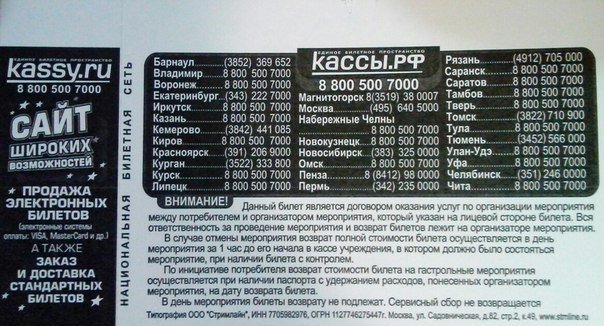 ЕДИНОЕ БИЛЕТНОЕ ПРОСТРАНСТВО
kassy.ru
8 800 500 7000
САЙТ
ШИРОКИХ
ВОЗМОЖНОСТЕЙ
ПРОДАЖА
ЭЛЕКТРОННЫХ
БИЛЕТОВ
(электронные системы
оплаты: VISA, MasterCard и др.)
А ТАКЖЕ
ЗАКАЗ
И ДОСТАВКА
СТАНДАРТНЫХ
БИЛЕТОВ
НАЦИОНАЛЬНАЯ БИЛЕТНАЯ СЕТЬ
Барнаул (3852) 369 652
Владимир 8 800 500 7000
Воронеж 8 800 500 7000
Екатеринбург (343) 222 7000
Иркутск 8 800 500 7000
Казань 8 800 500 7000
Кемерово (3842) 441 085
Киров 8 800 500 7000
Красноярск (391) 206 9000
Курган (3522) 333 800
Курск 8 800 500 7000
Липецк 8 800 500 7000
ЕДИНОЕ БИЛЕТНОЕ ПРОСТРАНСТВО
КАССЫ.РФ
8 800 500 7000
Магнитогорск 8(3519) 38 0007
Москва (495) 640 5000
Набережные Челны
8 800 500 7000
Новокузнецк 8 800 500 7000
Новосибирск (383) 325 0000
Омск 8 800 500 7000
Пенза 8 (8412) 98 0000
Пермь (342) 235 0000
Рязань (4912) 705 000
Саранск 8 800 500 7000
Саратов 8 800 500 7000
Тамбов 8 800 500 7000
Тверь 8 800 500 7000
Томск (3822) 710 904
Тула 8 800 500 7000
Тюмень (3452) 566 000
Улан-Удэ 8 800 500 7000
Уфа 8 800 500 7000
Челябинск (351) 246 0000
Чита 8 800 500 7000
ВНИМАНИЕ!
Данный билет является договором оказания услуг по организации мероприятия
между потребителем и организатором мероприятия, который указан на лицевой стороне билета. Вся
ответственность за проведение мероприятия и возврат билетов лежит на организаторе мероприятия.
В случае отмены мероприятия возврат полной стоимости билета осуществляется в день
мероприятия за 1 час до его начала в кассе учреждения, в котором должно было состояться
мероприятие, при наличии билета с контролем.
По инициативе потребителя возврат стоимости билета на гастрольные мероприятия
осуществляется при наличии паспорта с удержанием расходов, понесенных организатором
мероприятия, на дату возврата билета.
В день мероприятия билеты возврату не подлежат. Сервисный сбор не возвращается
Типография ООО "Стримлайн", ИНН 7705982976, ОГРН 1127746275447г. Москва, ул. Садовническая, д.82, стр.2, к.49, www.stmline.ru